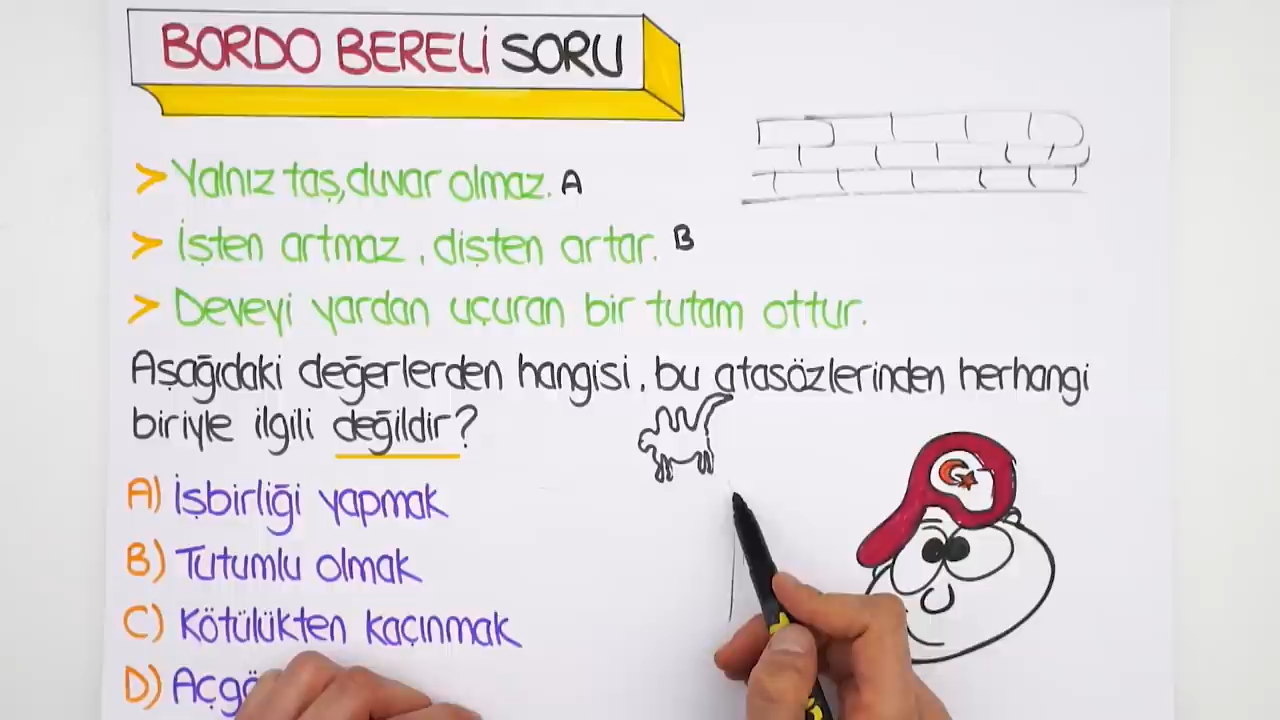 BORDO BERELİ SORU
> Yalnız taş, duvar olmaz. A
> İşten artmaz, dişten artar. B
> Deveyi yardan uçuran bir tutam ottur.
Aşağıdaki değerlerden hangisi, bu atasözlerinden herhangi
biriyle ilgili değildir?
A) İşbirliği yapmak
B) Tutumlu olmak
C) Kötülükten kaçınmak
D)